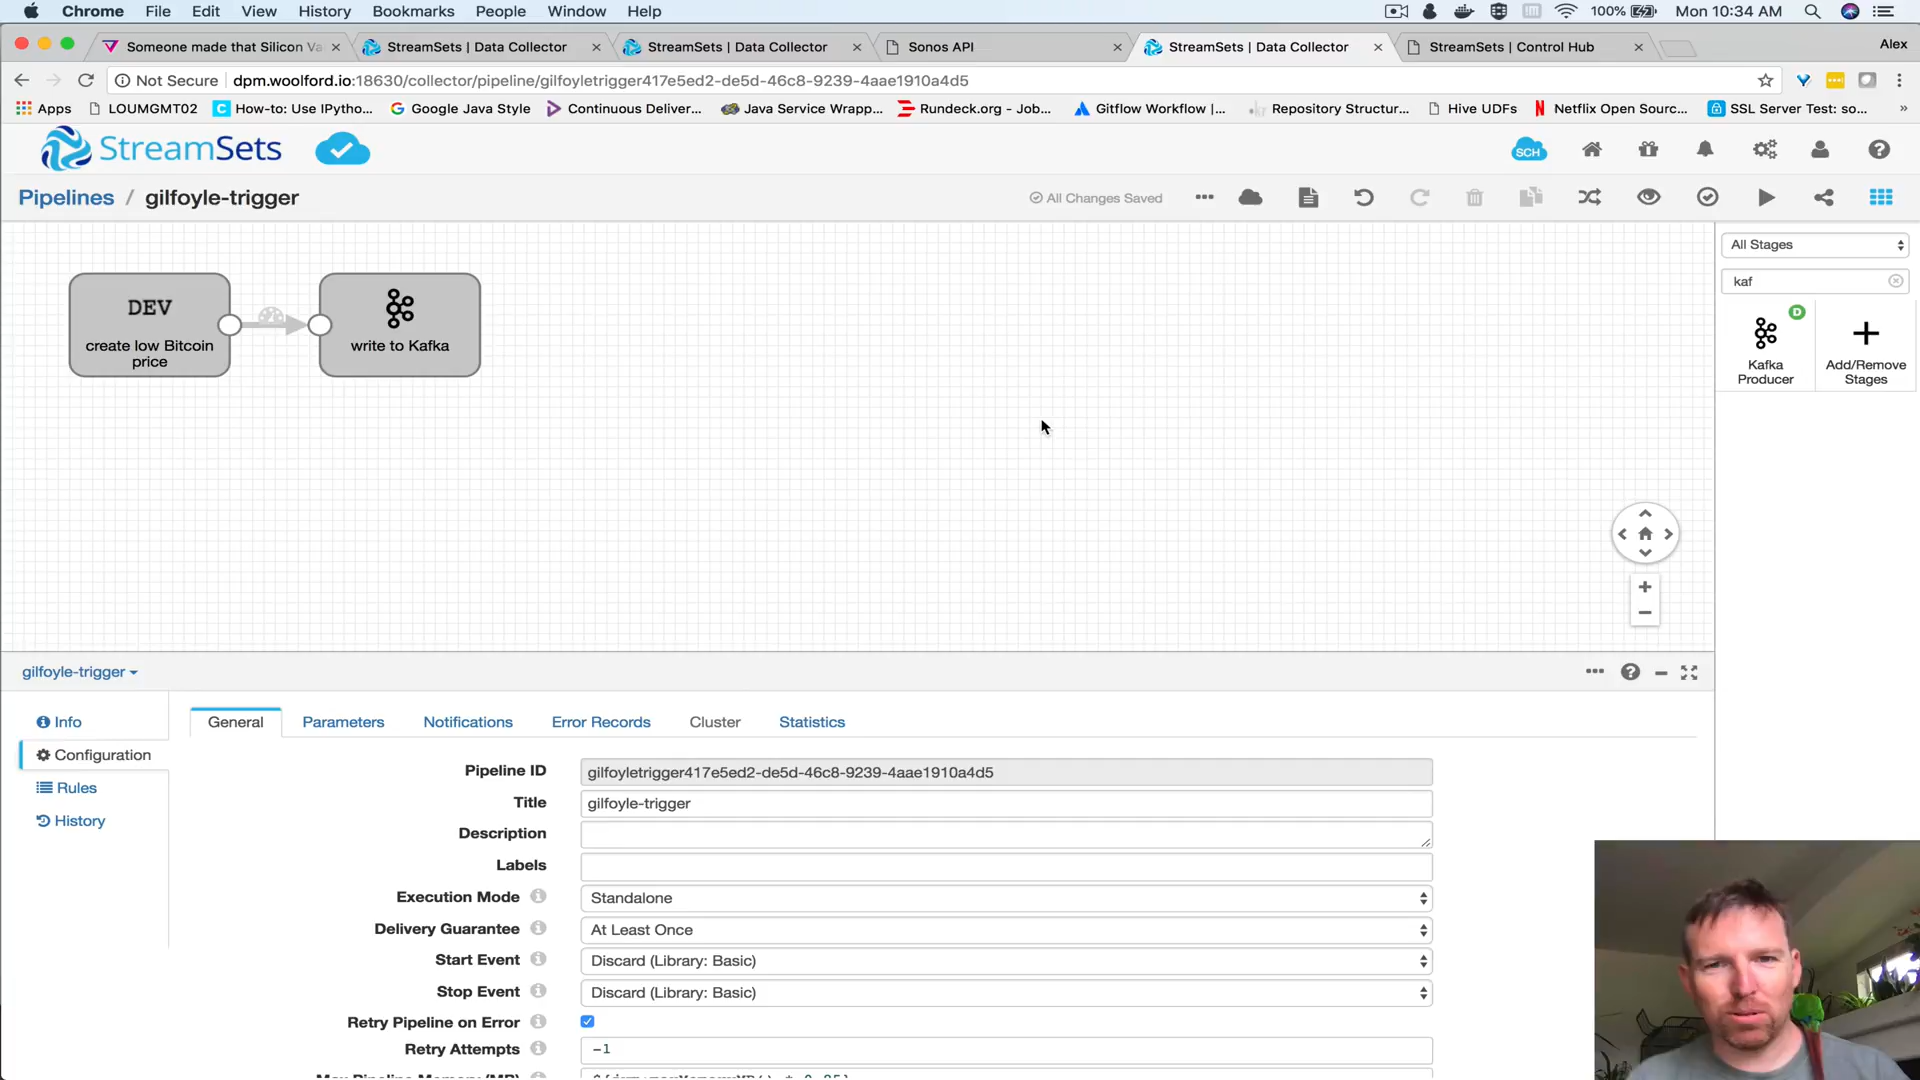 Chrome File Edit View History Bookmarks People Window Help 100% Mon 10:34 AM
Someone made that Silicon Va
StreamSets | Data Collector
StreamSets | Data Collector
Sonos API
StreamSets | Data Collector
StreamSets | Control Hub
Alex
Not Secure dpm.woolford.io:18630/collector/pipeline/gilfoyletrigger417e5ed2-de5d-46c8-9239-4aae1910a4d5
Apps LOUMGMT02 How-to: Use IPytho... Google Java Style Continuous Deliver... Java Service Wrapp... Rundeck.org - Job... Gitflow Workflow |... Repository Structur... Hive UDFs Netflix Open Sourc... SSL Server Test: so... »
StreamSets
SCH
Pipelines / gilfoyle-trigger
All Changes Saved
All Stages
kaf
D
Kafka
Producer
Add/Remove
Stages
DEV
create low Bitcoin
price
write to Kafka
gilfoyle-trigger
Info
Configuration
Rules
History
General Parameters Notifications Error Records Cluster Statistics
Pipeline ID gilfoyletrigger417e5ed2-de5d-46c8-9239-4aae1910a4d5
Title gilfoyle-trigger
Description
Labels
Execution Mode Standalone
Delivery Guarantee At Least Once
Start Event Discard (Library: Basic)
Stop Event Discard (Library: Basic)
Retry Pipeline on Error
Retry Attempts -1